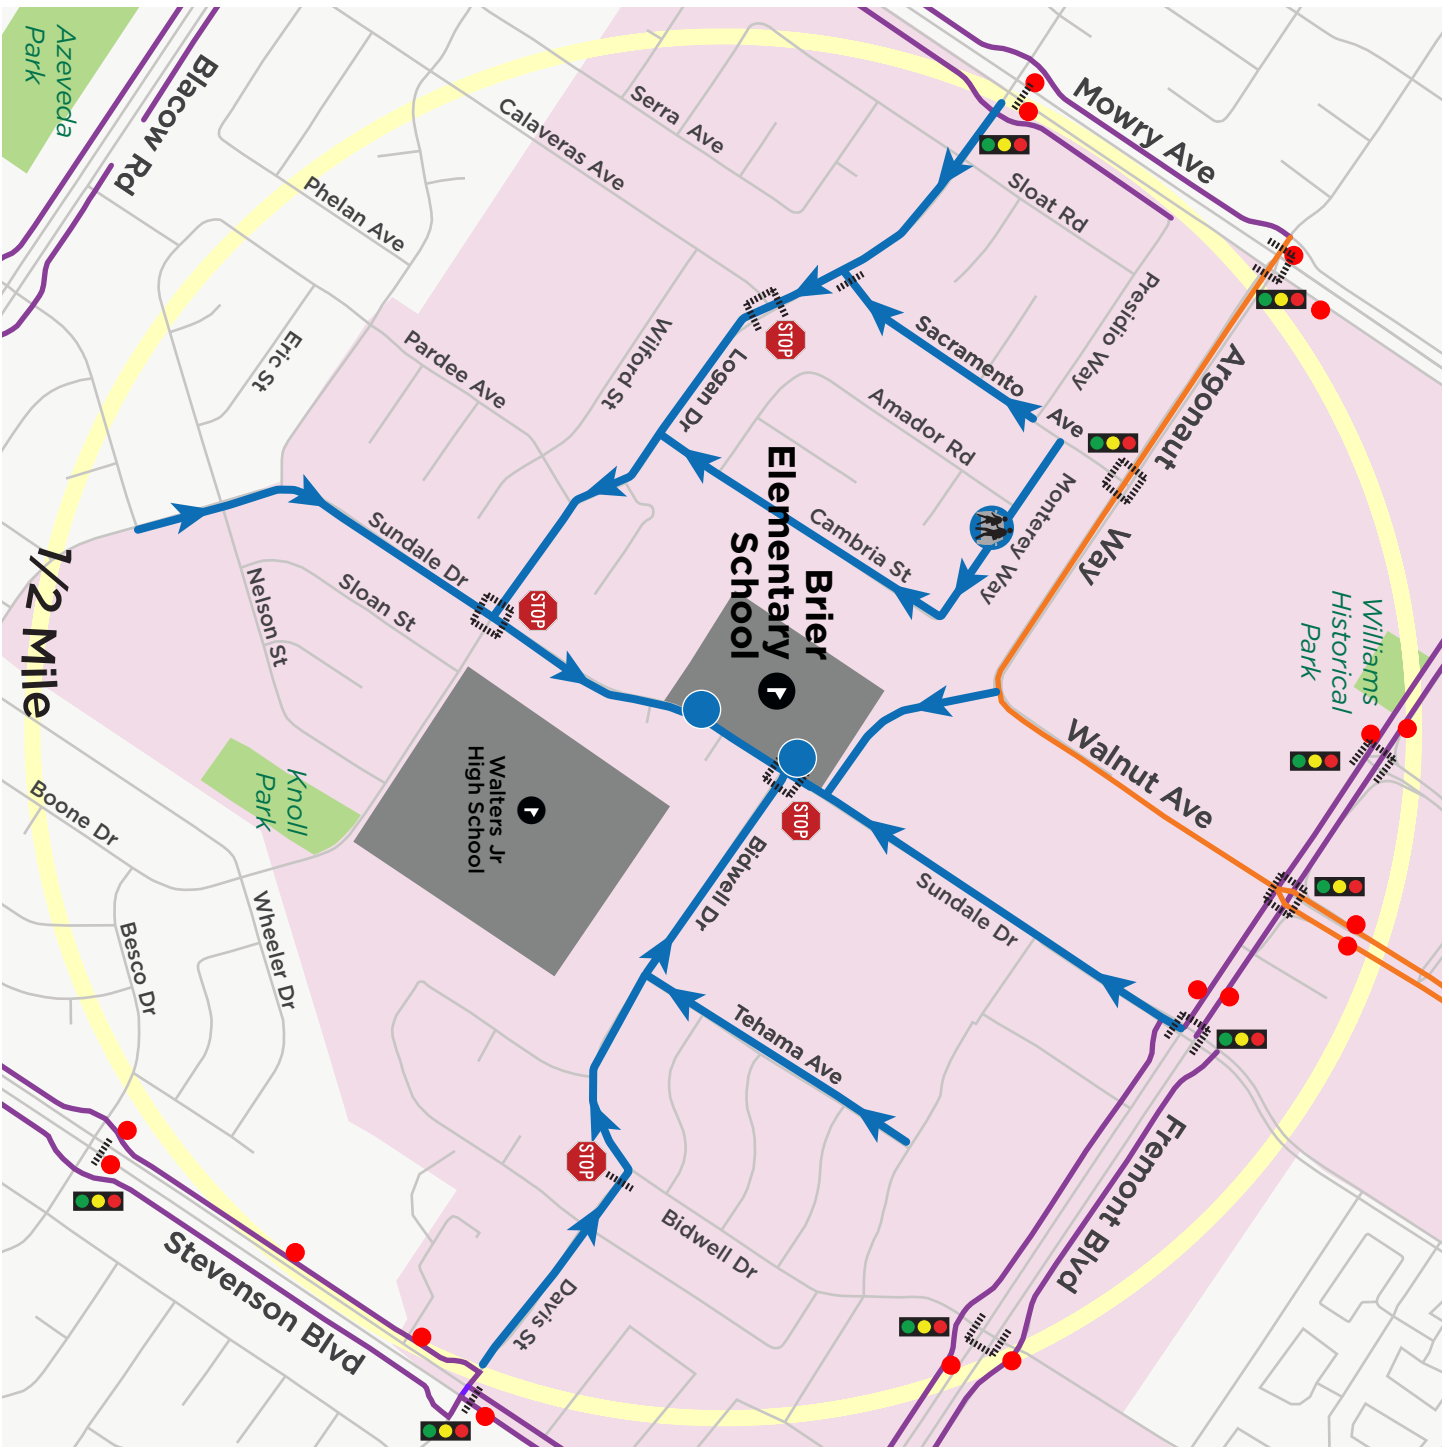 Azeveda
Park
Blacow Rd
Serra Ave
Calaveras Ave
Phelan Ave
Mowry Ave
Sloat Rd
Presidio Way
Eric St
Pardee Ave
Wilford St
Logan Dr
STOP
Sacramento Ave
Amador Rd
Argonaut Way
Monterey Way
Cambria St
Brier
Elementary
School
Sundale Dr
Sloan St
Nelson St
STOP
1/2 Mile
Williams
Historical
Park
Walnut Ave
Knoll
Park
Walters Jr
High School
STOP
Boone Dr
Bidwell Dr
Sundale Dr
Besco Dr
Wheeler Dr
Tehama Ave
STOP
Bidwell Dr
Fremont Blvd
Davis St
Stevenson Blvd